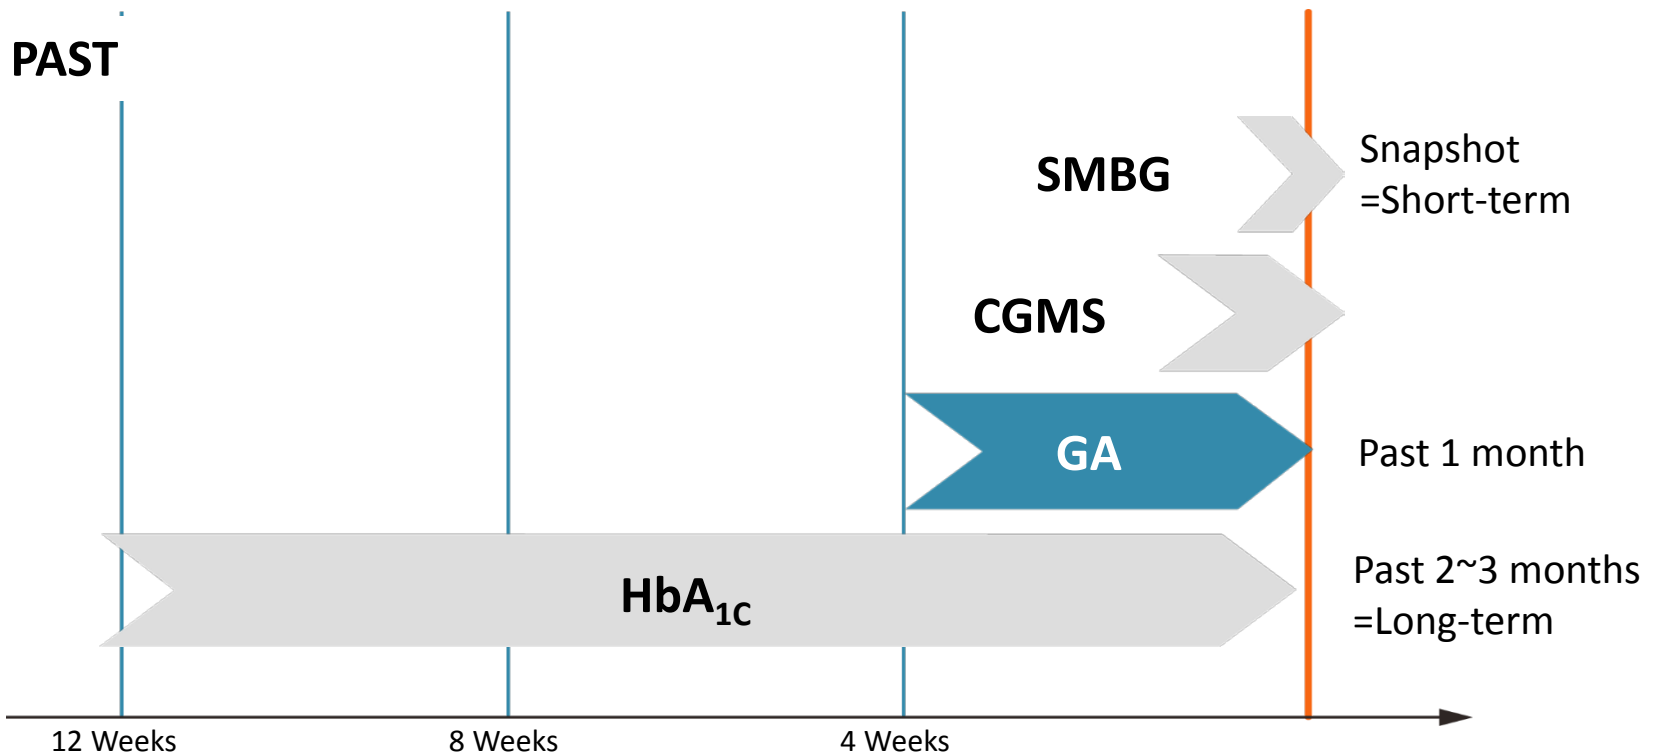 PAST
SMBG
Snapshot
=Short-term
CGMS
GA
Past 1 month
HbA1C
Past 2~3 months
=Long-term
12 Weeks
8 Weeks
4 Weeks